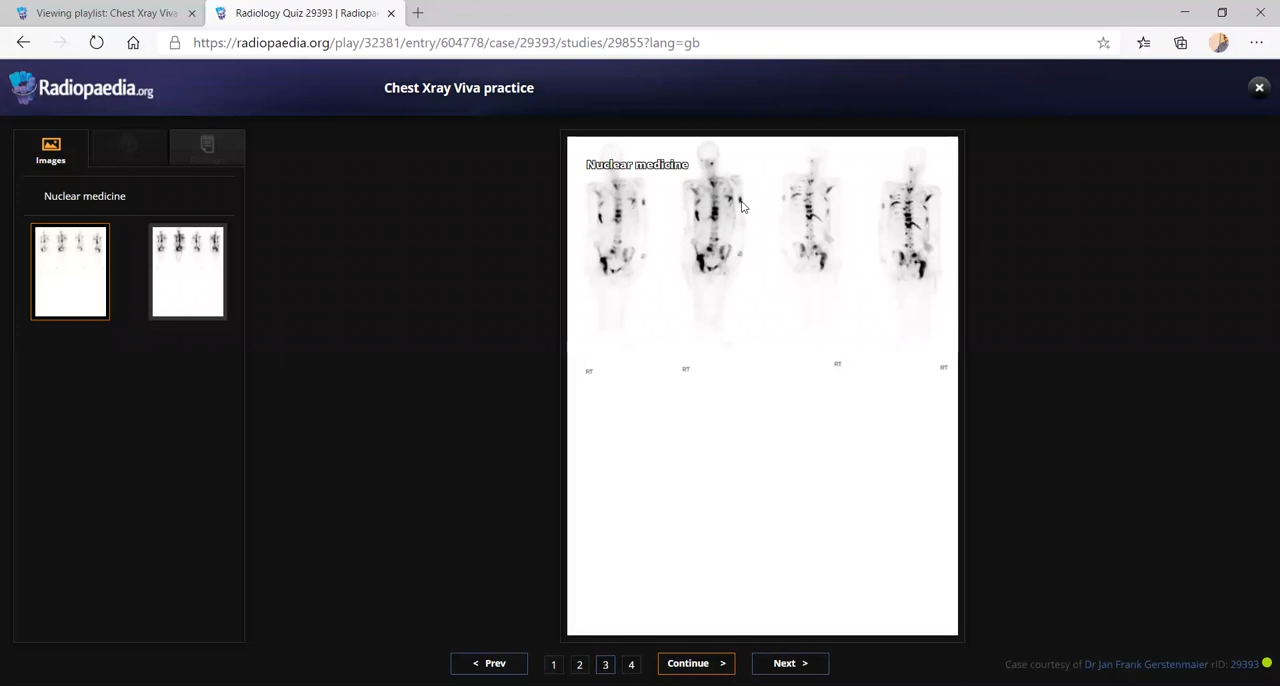 Viewing playlist: Chest Xray Viva
Radiology Quiz 29393 | Radiopa
https://radiopaedia.org/play/32381/entry/604778/case/29393/studies/29855?lang=gb
Radiopaedia.org
Chest Xray Viva practice
Images
Nuclear medicine
Nuclear medicine
RT
RT
RT
RT
< Prev
1
2
3
4
Continue >
Next >
Case courtesy of Dr Jan Frank Gerstenmaier rID: 29393